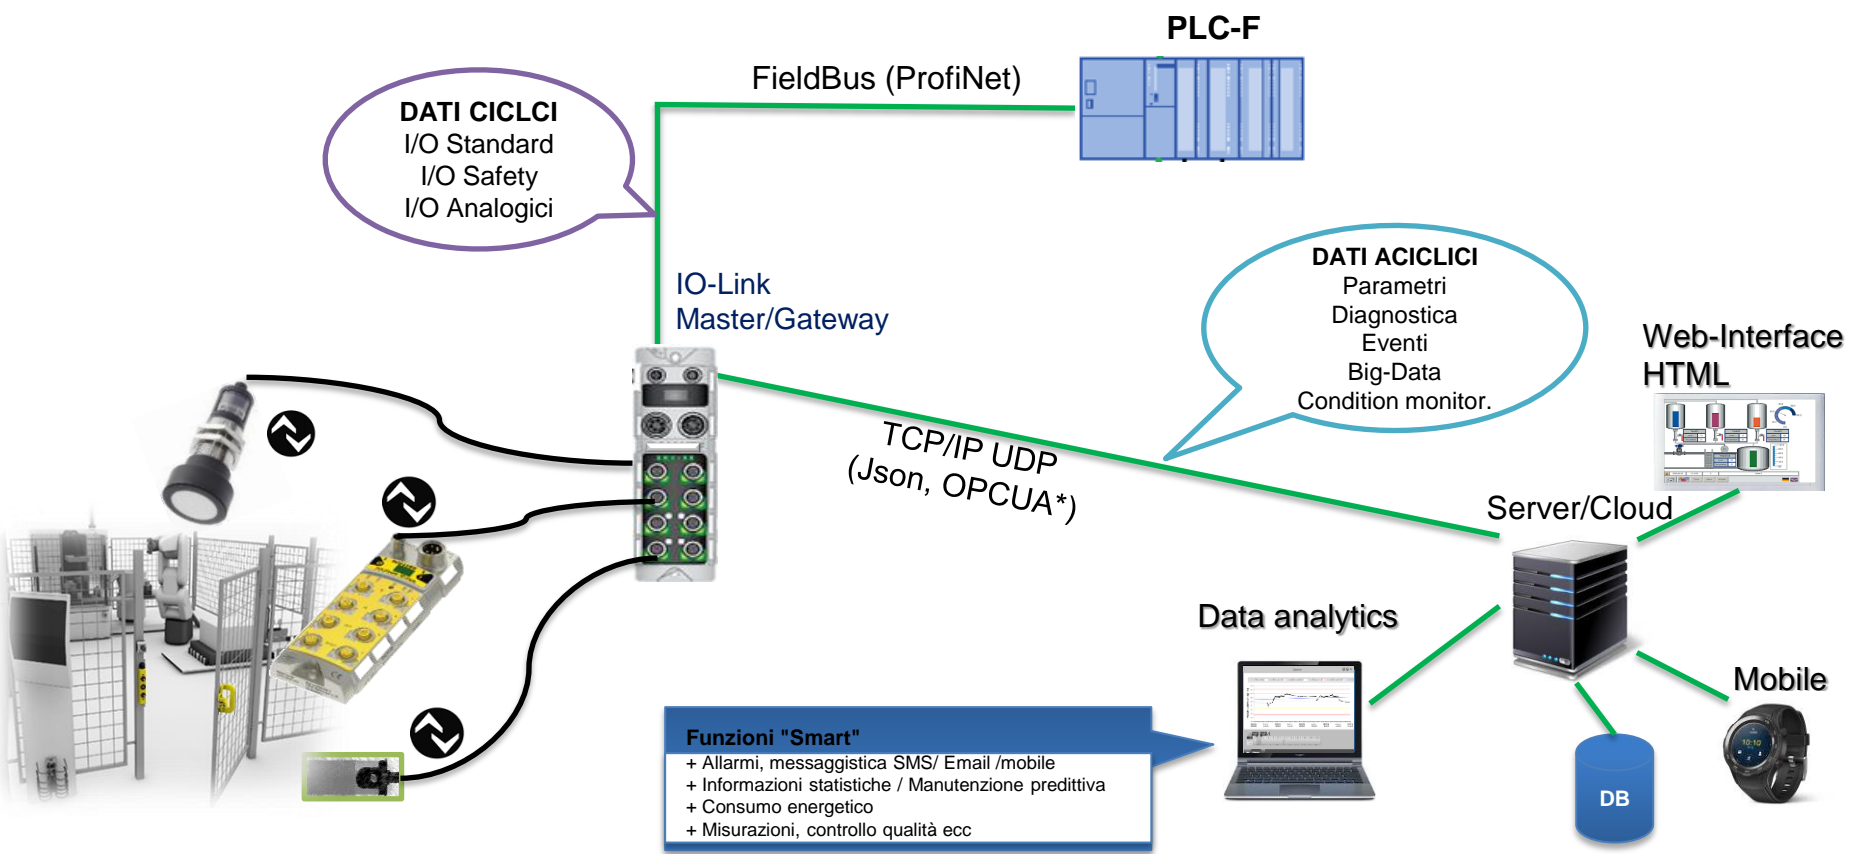 PLC-F
FieldBus (ProfiNet)
DATI CICLCI
I/O Standard
I/O Safety
I/O Analogici
IO-Link
Master/Gateway
DATI ACICLICI
Parametri
Diagnostica
Eventi
Big-Data
Condition monitor.
TCP/IP UDP
(Json, OPCUA*)
Web-Interface
HTML
Server/Cloud
Data analytics
Mobile
10:10
DB
Funzioni "Smart"
+ Allarmi, messaggistica SMS/ Email /mobile
+ Informazioni statistiche / Manutenzione predittiva
+ Consumo energetico
+ Misurazioni, controllo qualità ecc